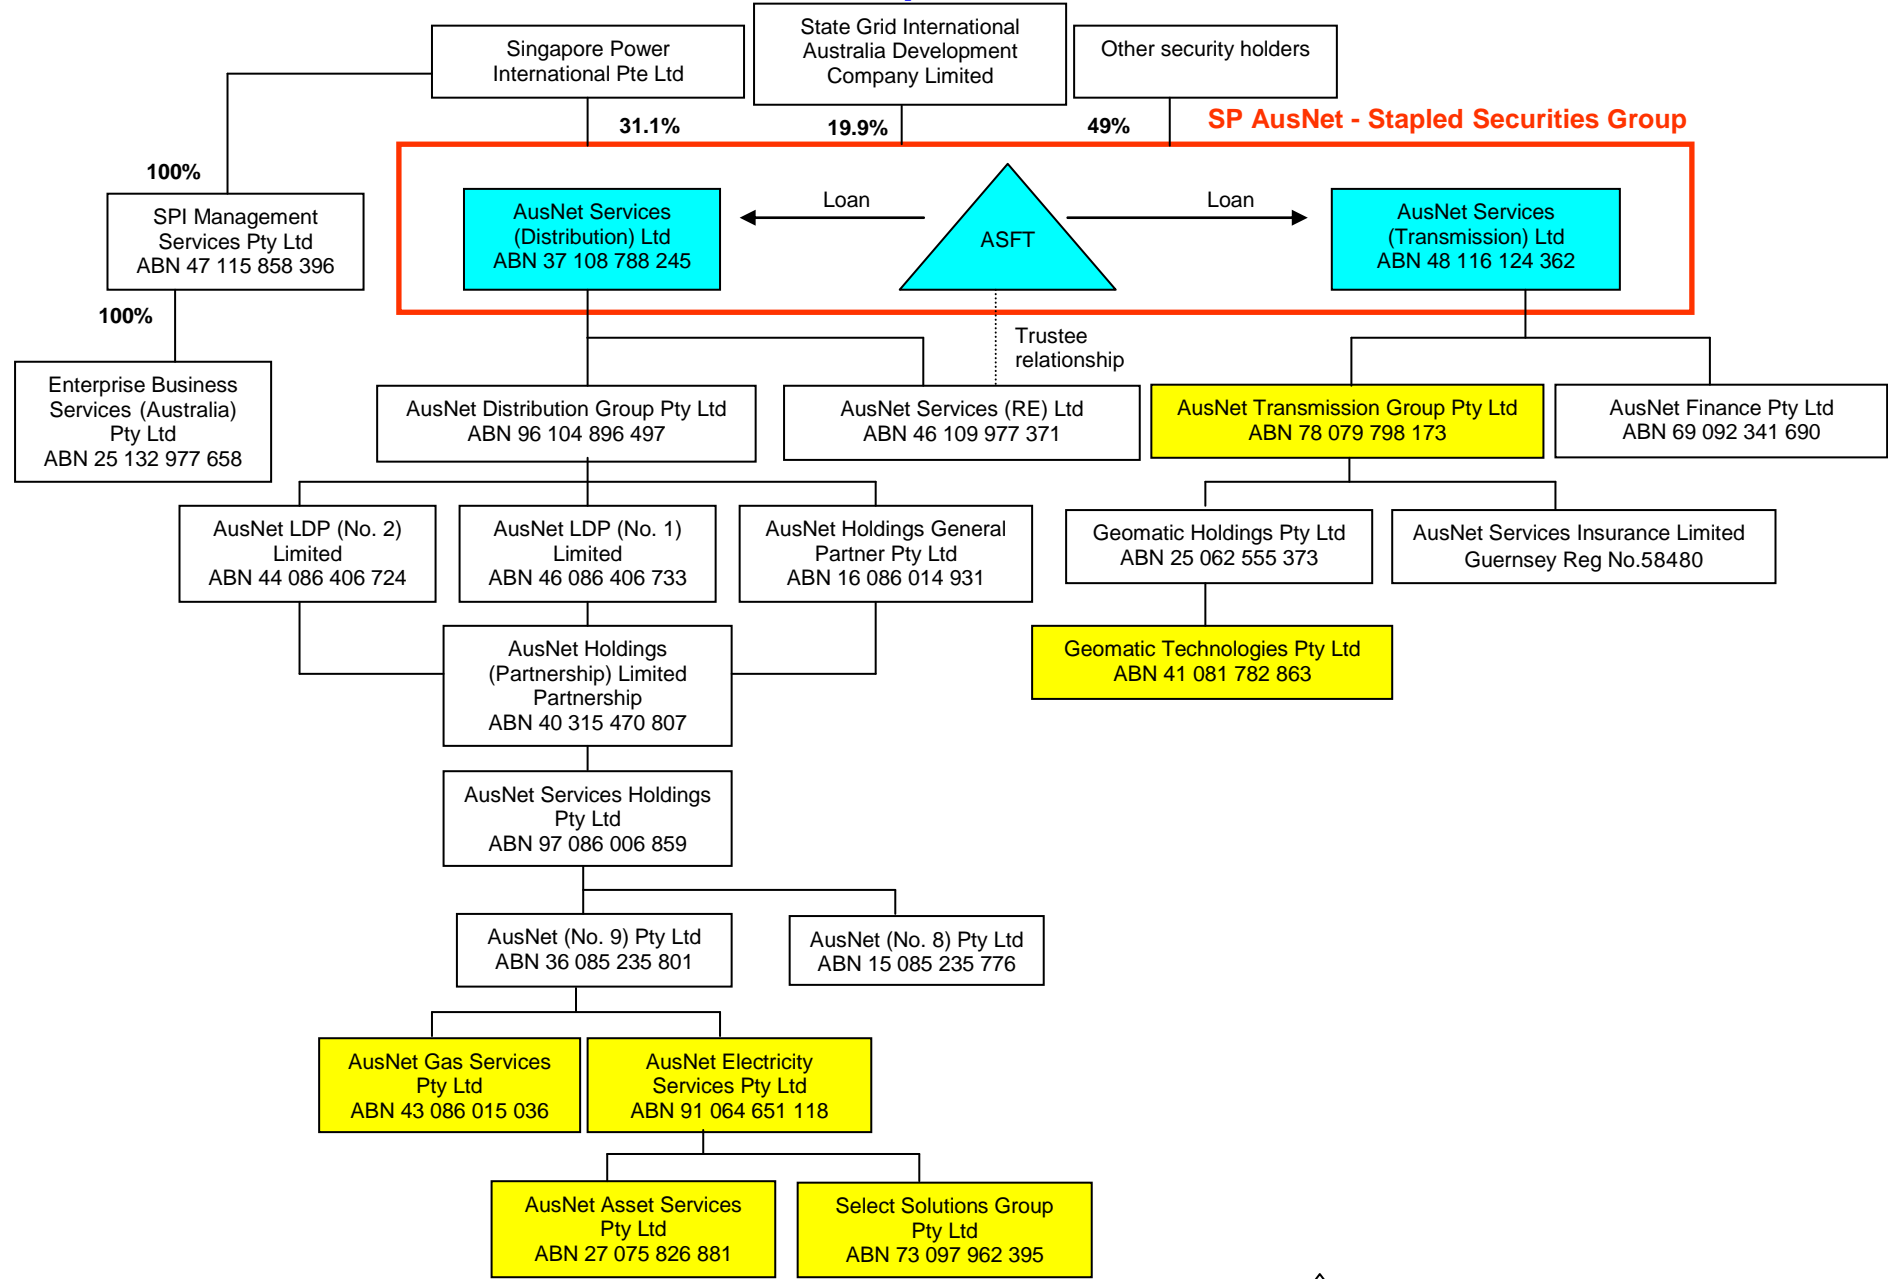 Singapore Power
International Pte Ltd
State Grid International
Australia Development
Company Limited
Other security holders
31.1%
19.9%
49%
SP AusNet - Stapled Securities Group
100%
SPI Management
Services Pty Ltd
ABN 47 115 858 396
AusNet Services
(Distribution) Ltd
ABN 37 108 788 245
Loan
ASFT
Loan
AusNet Services
(Transmission) Ltd
ABN 48 116 124 362
100%
Trustee
relationship
Enterprise Business
Services (Australia)
Pty Ltd
ABN 25 132 977 658
AusNet Distribution Group Pty Ltd
ABN 96 104 896 497
AusNet Services (RE) Ltd
ABN 46 109 977 371
AusNet Transmission Group Pty Ltd
ABN 78 079 798 173
AusNet Finance Pty Ltd
ABN 69 092 341 690
AusNet LDP (No. 2)
Limited
ABN 44 086 406 724
AusNet LDP (No. 1)
Limited
ABN 46 086 406 733
AusNet Holdings General
Partner Pty Ltd
ABN 16 086 014 931
Geomatic Holdings Pty Ltd
ABN 25 062 555 373
AusNet Services Insurance Limited
Guernsey Reg No.58480
AusNet Holdings
(Partnership) Limited
Partnership
ABN 40 315 470 807
Geomatic Technologies Pty Ltd
ABN 41 081 782 863
AusNet Services Holdings
Pty Ltd
ABN 97 086 006 859
AusNet (No. 9) Pty Ltd
ABN 36 085 235 801
AusNet (No. 8) Pty Ltd
ABN 15 085 235 776
AusNet Gas Services
Pty Ltd
ABN 43 086 015 036
AusNet Electricity
Services Pty Ltd
ABN 91 064 651 118
AusNet Asset Services
Pty Ltd
ABN 27 075 826 881
Select Solutions Group
Pty Ltd
ABN 73 097 962 395